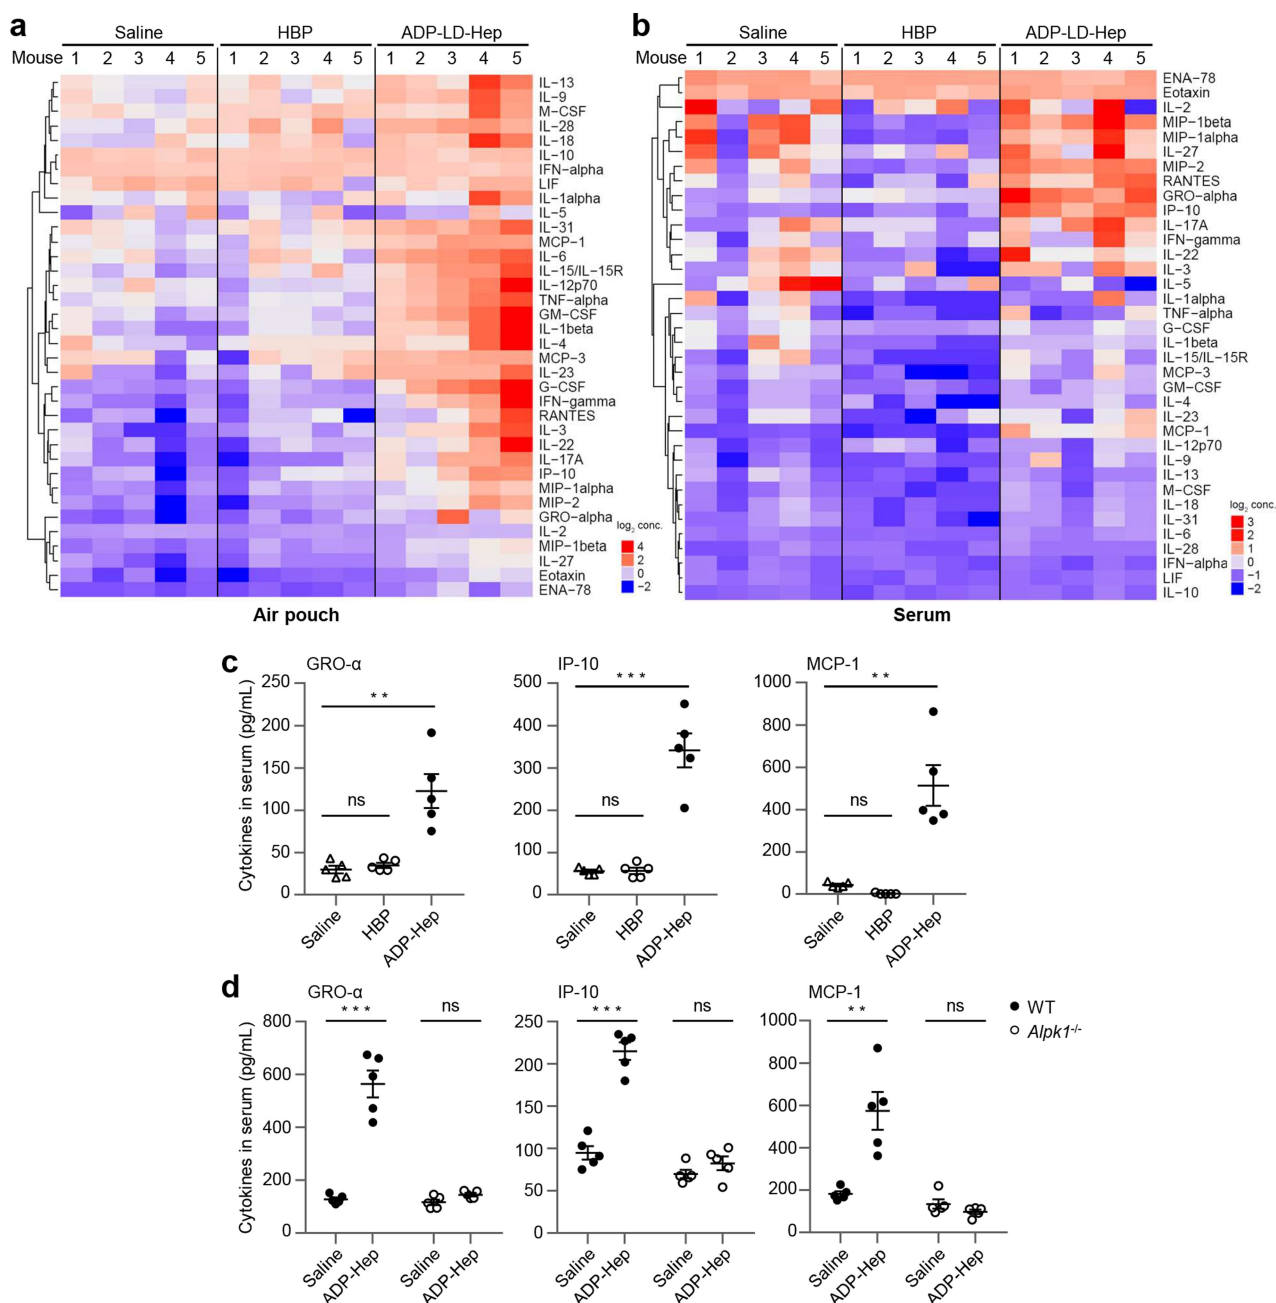 a
Saline HBP ADP-LD-Hep
Mouse 1 2 3 4 5 1 2 3 4 5 1 2 3 4 5
IL-13
IL-9
M-CSF
IL-28
IL-18
IL-10
IFN-alpha
LIF
IL-1alpha
IL-5
IL-31
MCP-1
IL-6
IL-15/IL-15R
IL-12p70
TNF-alpha
GM-CSF
IL-1beta
IL-4
MCP-3
IL-23
G-CSF
IFN-gamma
RANTES
IL-3
IL-22
IL-17A
IP-10
MIP-1alpha
MIP-2
GRO-alpha
IL-2
MIP-1beta
IL-27
Eotaxin
ENA-78
log2 conc.
4
2
0
-2
Air pouch
b
Saline HBP ADP-LD-Hep
Mouse 1 2 3 4 5 1 2 3 4 5 1 2 3 4 5
ENA-78
Eotaxin
IL-2
MIP-1beta
MIP-1alpha
IL-27
MIP-2
RANTES
GRO-alpha
IP-10
IL-17A
IFN-gamma
IL-22
IL-3
IL-5
IL-1alpha
TNF-alpha
G-CSF
IL-1beta
IL-15/IL-15R
MCP-3
GM-CSF
IL-4
IL-23
MCP-1
IL-12p70
IL-9
IL-13
M-CSF
IL-18
IL-31
IL-6
IL-28
IFN-alpha
LIF
IL-10
log2 conc.
3
2
1
0
-1
-2
Serum
c
Cytokines in serum (pg/mL)
GRO-α
250
200
150
100
50
0
**
ns
Saline HBP ADP-Hep
IP-10
500
400
300
200
100
0
***
ns
Saline HBP ADP-Hep
MCP-1
1000
800
600
400
200
0
**
ns
Saline HBP ADP-Hep
d
Cytokines in serum (pg/mL)
GRO-α
800
600
400
200
0
*** ns
Saline ADP-Hep Saline ADP-Hep
IP-10
250
200
150
100
50
0
*** ns
Saline ADP-Hep Saline ADP-Hep
MCP-1
1000
800
600
400
200
0
** ns
Saline ADP-Hep Saline ADP-Hep
WT
Alpk1-/-